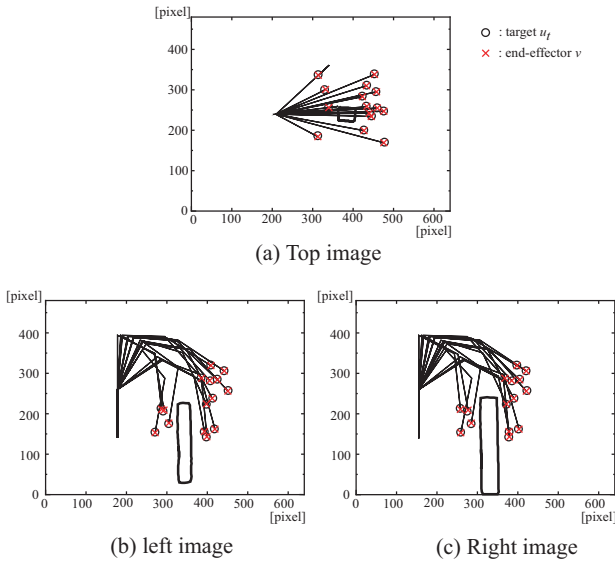 [pixel]
: target u_t
: end-effector v
400
300
200
100
0
0 100 200 300 400 500 600
[pixel]
(a) Top image
[pixel] [pixel]
400 400
300 300
200 200
100 100
0 0
0 100 200 300 400 500 600 0 100 200 300 400 500 600
[pixel] [pixel]
(b) left image (c) Right image